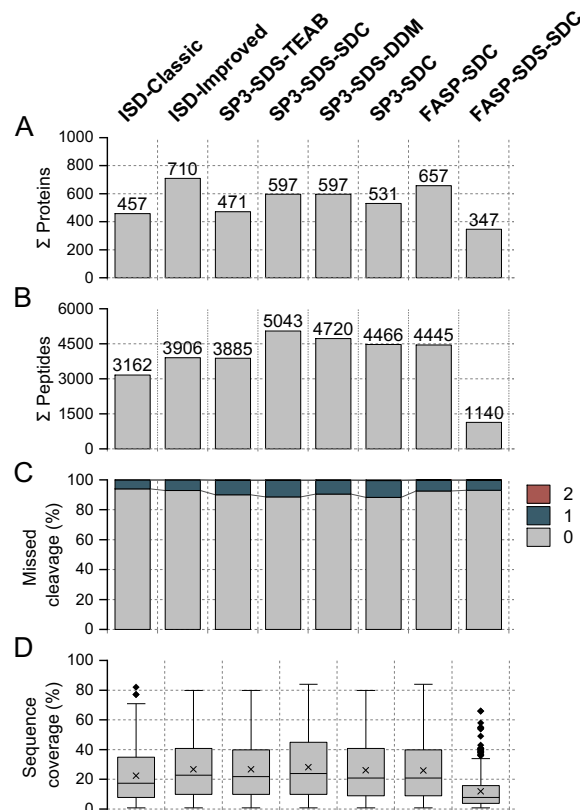 ISD-Classic
ISD-Improved
SP3-SDS-TEAB
SP3-SDS-SDC
SP3-SDS-DDM
SP3-SDC
FASP-SDC
FASP-SDS-SDC
A
Σ Proteins
1000
800
600
400
200
0
457
710
471
597
597
531
657
347
B
Σ Peptides
6000
4500
3000
1500
0
3162
3906
3885
5043
4720
4466
4445
1140
C
Missed
cleavage (%)
100
80
60
40
20
0
2
1
0
D
Sequence
coverage (%)
100
80
60
40
20
0